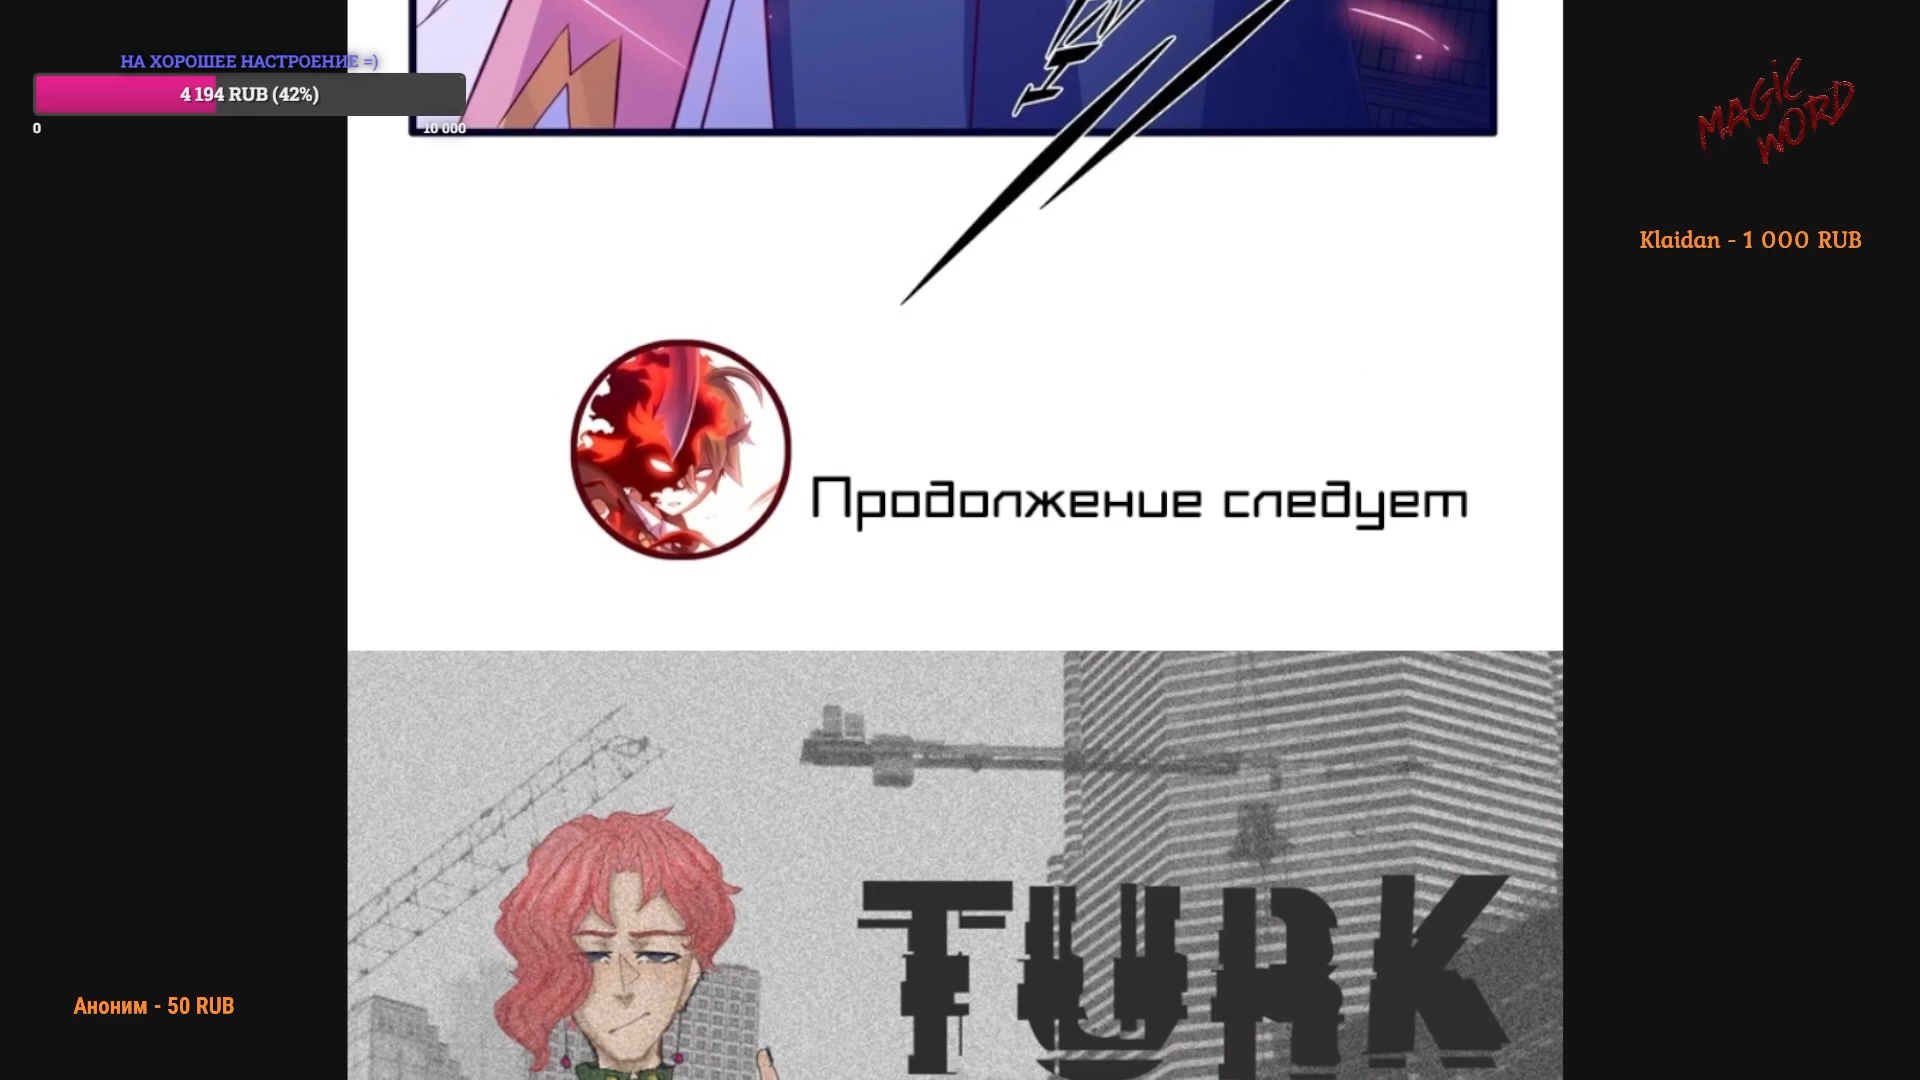 НА ХОРОШЕЕ НАСТРОЕНИЕ =)
4 194 RUB (42%)
0
10 000
MAGIC
WORD
Klaidan - 1 000 RUB
Продолжение следует
TURK
Аноним - 50 RUB